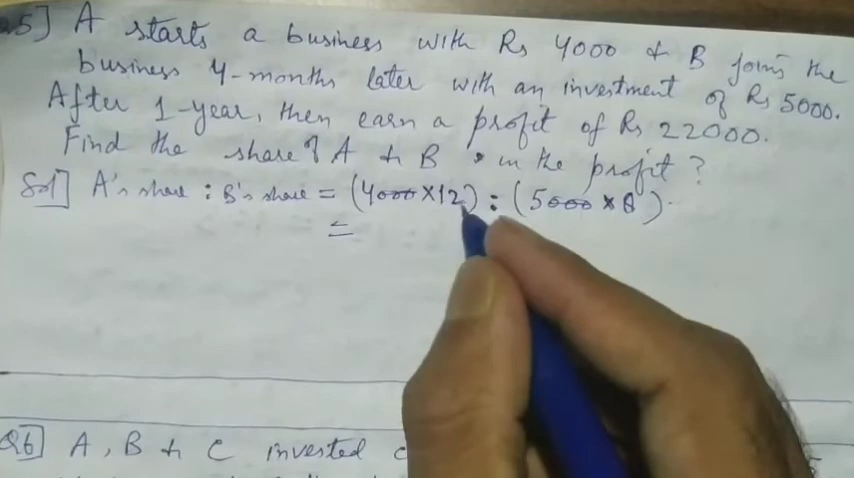 Q5] A starts a business with Rs 4000 & B joins the
business 4-months later with an investment of Rs 5000.
After 1-year, then earn a profit of Rs 22000.
Find the share of A & B in the profit?
Sol] A's share : B's share = (4000 × 12) : (5000 × 8)
=
Q6] A, B & C invested